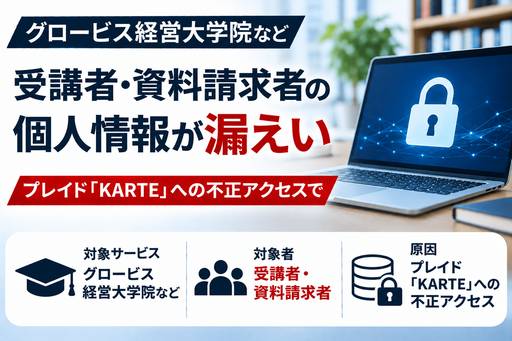 グロービス経営大学院など
受講者・資料請求者の
個人情報が漏えい
プレイド「KARTE」への不正アクセスで
対象サービス
グロービス
経営大学院など
対象者
受講者・
資料請求者
原因
プレイド
「KARTE」への
不正アクセス